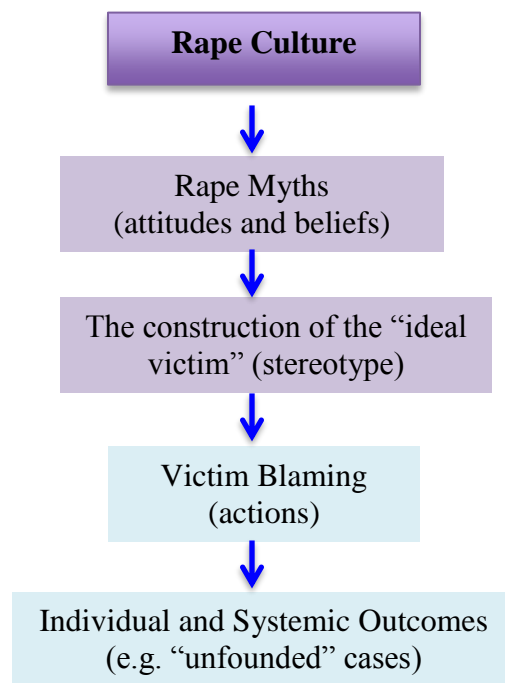 Rape Culture
Rape Myths
(attitudes and beliefs)
The construction of the “ideal
victim” (stereotype)
Victim Blaming
(actions)
Individual and Systemic Outcomes
(e.g. “unfounded” cases)